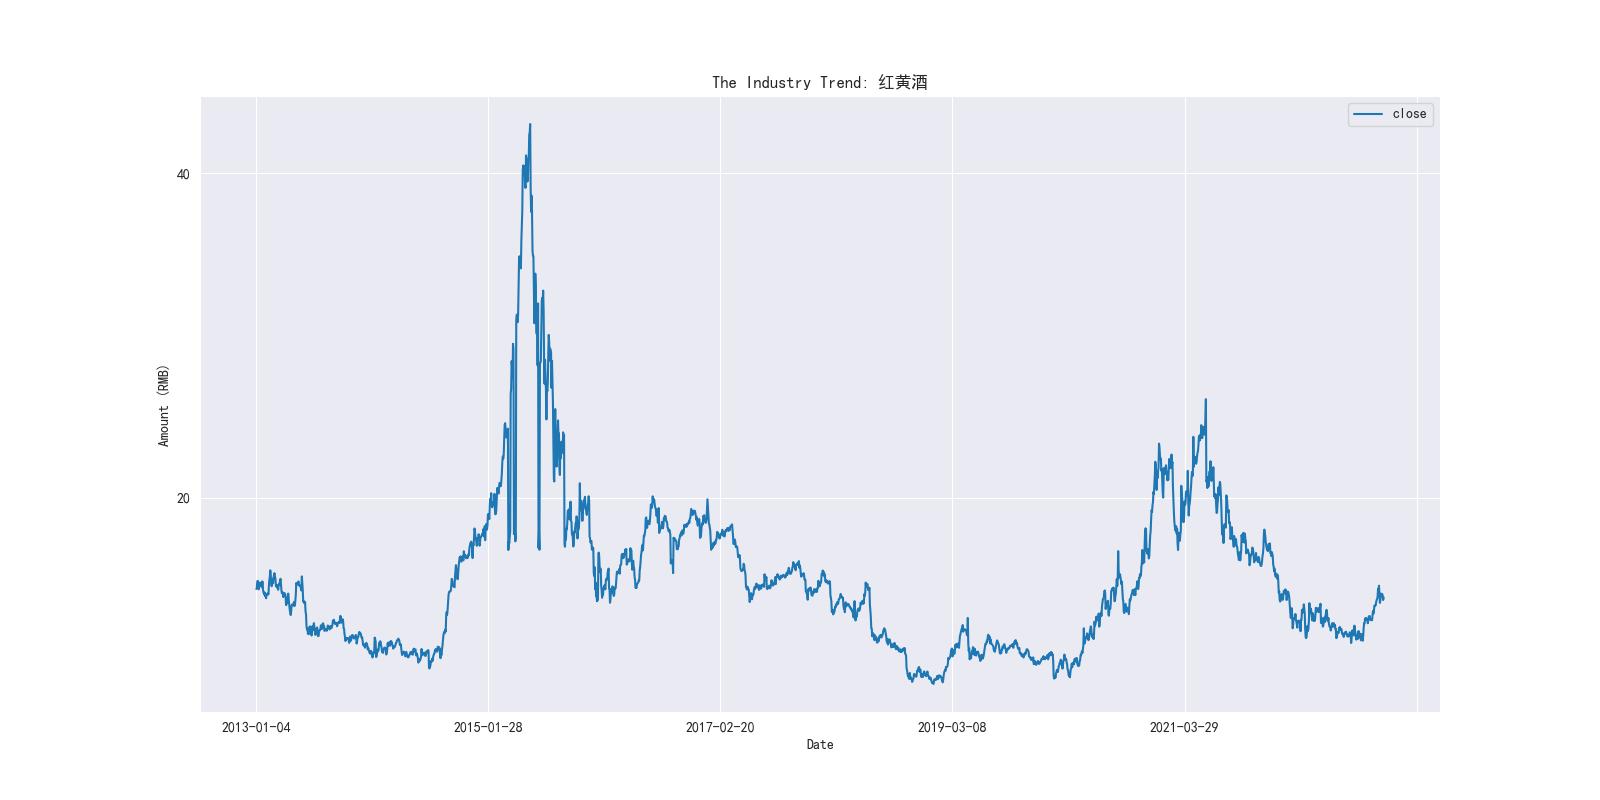 The Industry Trend: 红黄酒
close
40
20
Amount (RMB)
2013-01-04
2015-01-28
2017-02-20
2019-03-08
2021-03-29
Date